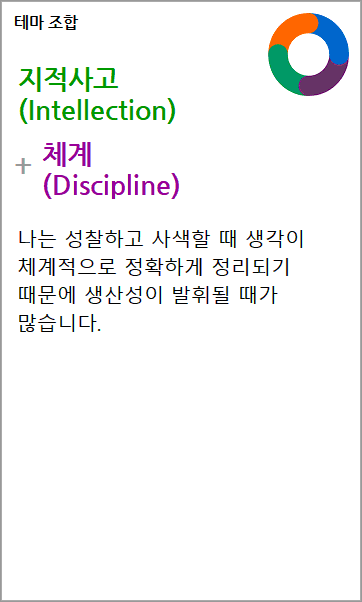 테마 조합
지적사고
(Intellection)
+ 체계
(Discipline)
나는 성찰하고 사색할 때 생각이
체계적으로 정확하게 정리되기
때문에 생산성이 발휘될 때가
많습니다.